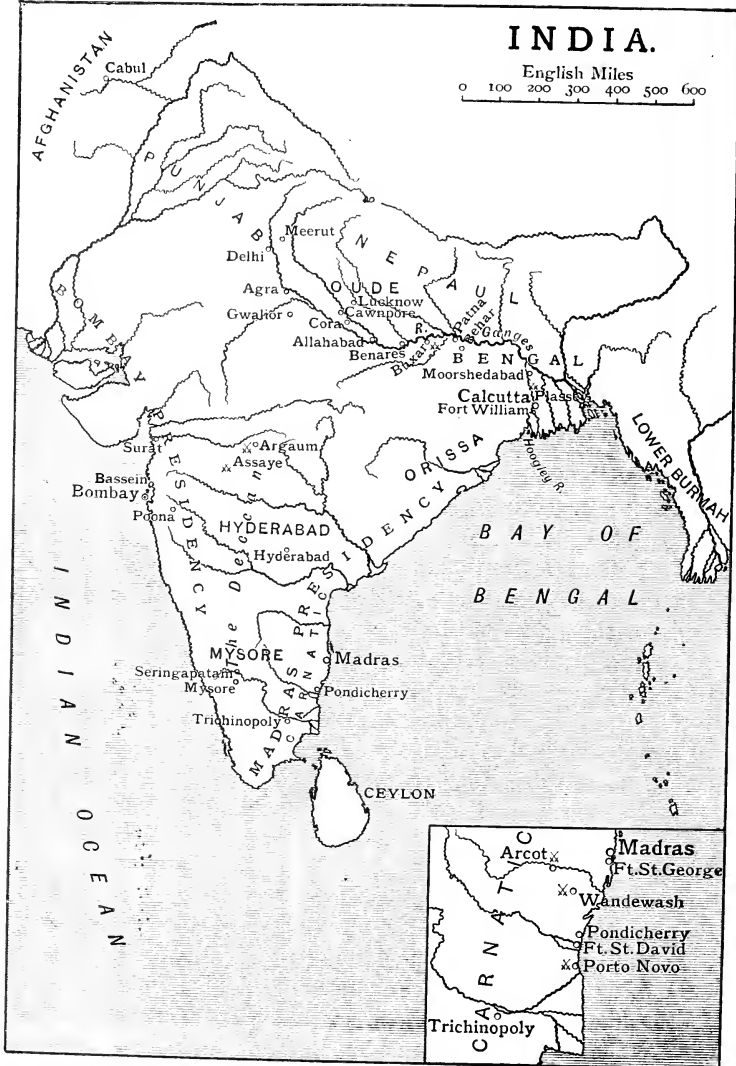 INDIA.
English Miles
0 100 200 300 400 500 600
AFGHANISTAN
Cabul
PUNJAB
Meerut
Delhi
NEPAUL
Agra
OUDE
Lucknow
Gwalior
Cawnpore
Cora
Allahabad
Benares
R. Ganges
Buxar
Patna
Behar
BENGAL
Moorshedabad
Plassy
Calcutta
Fort William
Hoogley R.
BOMBAY PRESIDENCY
Surat
Argaum
Assaye
ORISSA
LOWER BURMAH
Bassein
Bombay
Poona
The Deccan
HYDERABAD
Hyderabad
BAY OF
BENGAL
INDIAN OCEAN
MADRAS PRESIDENCY
CARNATIC
MYSORE
Madras
Seringapatam
Mysore
Pondicherry
Trichinopoly
CEYLON
CARNATIC
Madras
Arcot
Ft. St. George
Wandewash
Pondicherry
Ft. St. David
Porto Novo
Trichinopoly